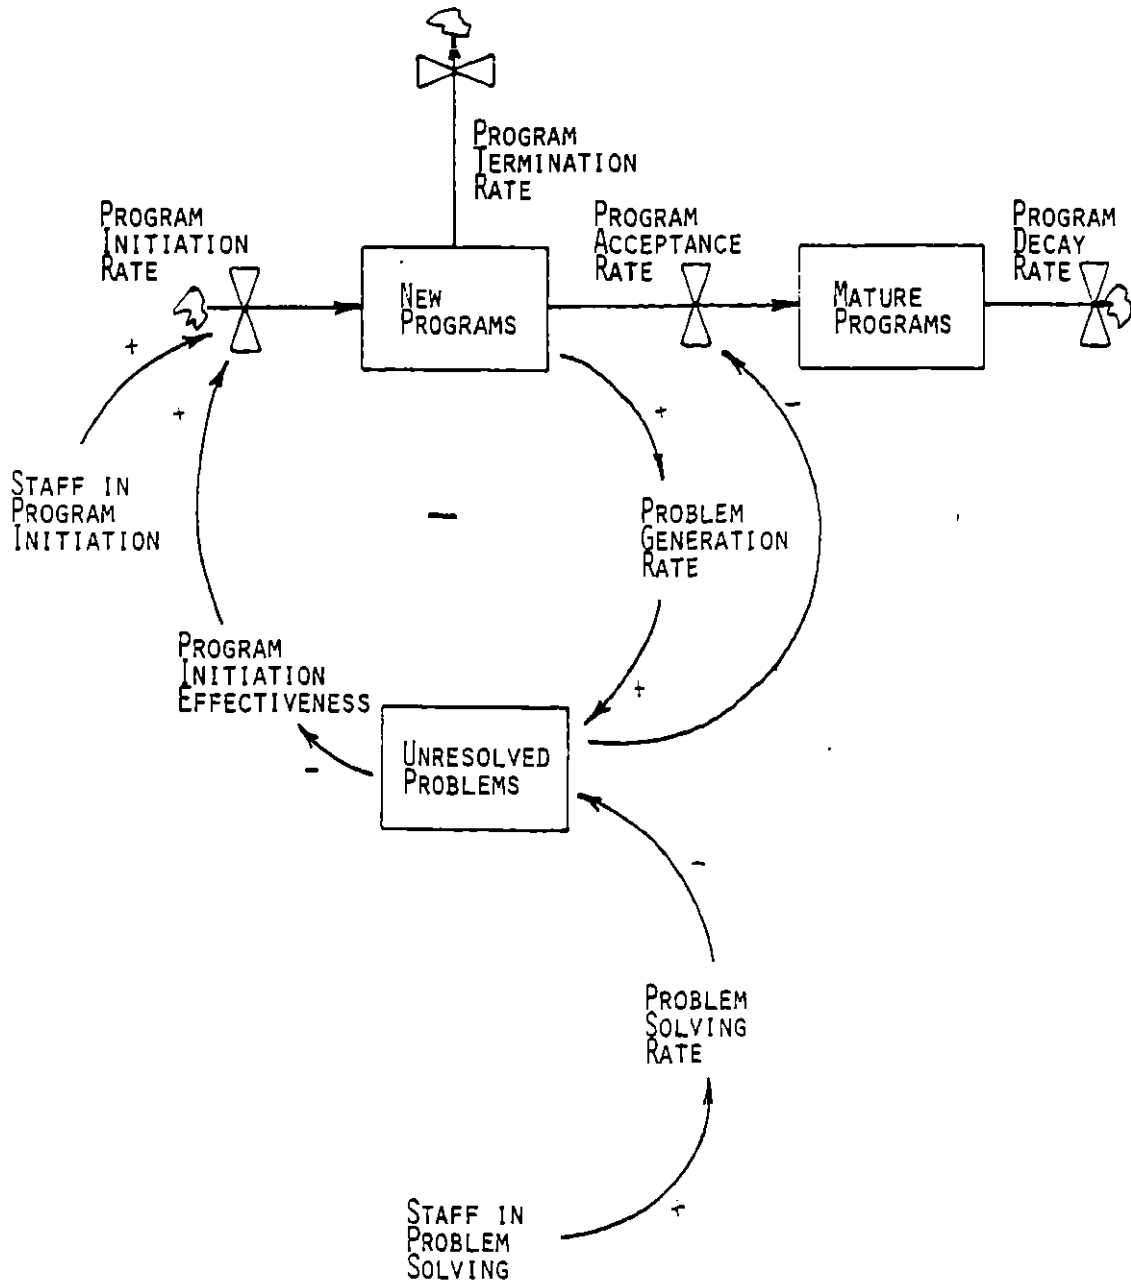 PROGRAM
TERMINATION
RATE
PROGRAM
INITIATION
RATE
PROGRAM
ACCEPTANCE
RATE
PROGRAM
DECAY
RATE
NEW
PROGRAMS
MATURE
PROGRAMS
+
+
+
-
STAFF IN
PROGRAM
INITIATION
-
PROBLEM
GENERATION
RATE
PROGRAM
INITIATION
EFFECTIVENESS
+
-
UNRESOLVED
PROBLEMS
-
PROBLEM
SOLVING
RATE
+
STAFF IN
PROBLEM
SOLVING